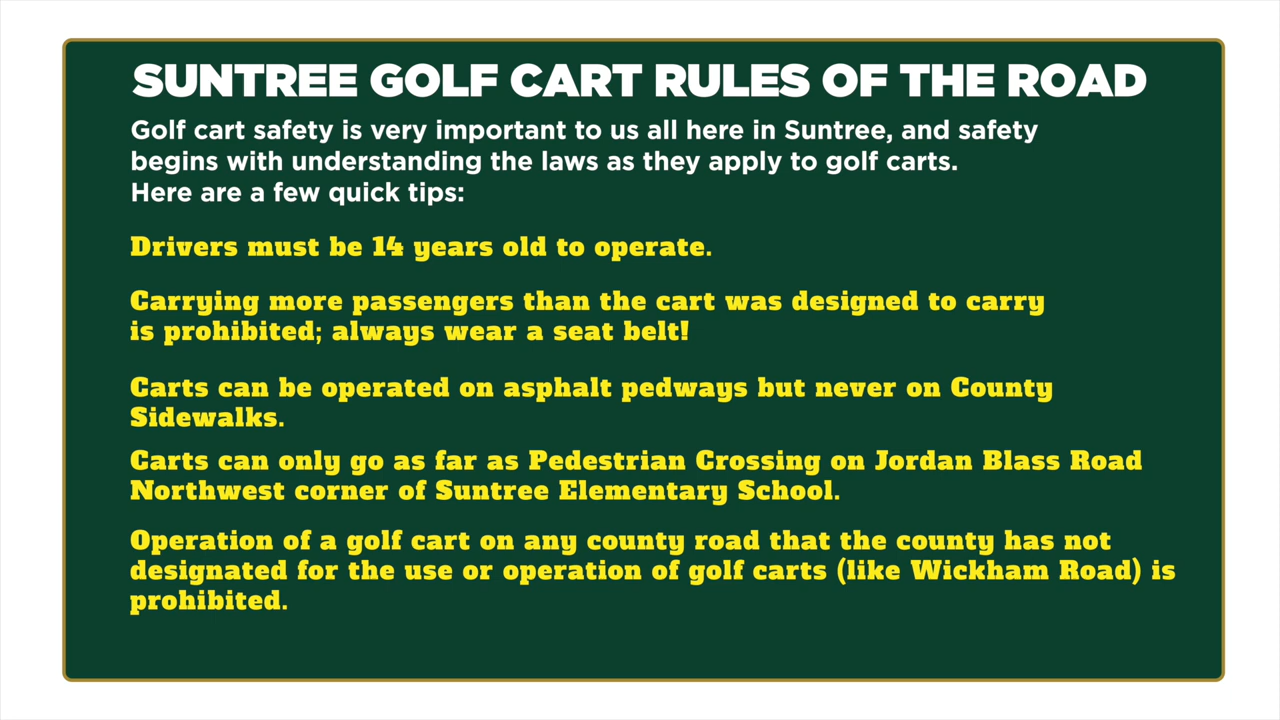 SUNTREE GOLF CART RULES OF THE ROAD
Golf cart safety is very important to us all here in Suntree, and safety
begins with understanding the laws as they apply to golf carts.
Here are a few quick tips:
Drivers must be 14 years old to operate.
Carrying more passengers than the cart was designed to carry
is prohibited; always wear a seat belt!
Carts can be operated on asphalt pedways but never on County
Sidewalks.
Carts can only go as far as Pedestrian Crossing on Jordan Blass Road
Northwest corner of Suntree Elementary School.
Operation of a golf cart on any county road that the county has not
designated for the use or operation of golf carts (like Wickham Road) is
prohibited.